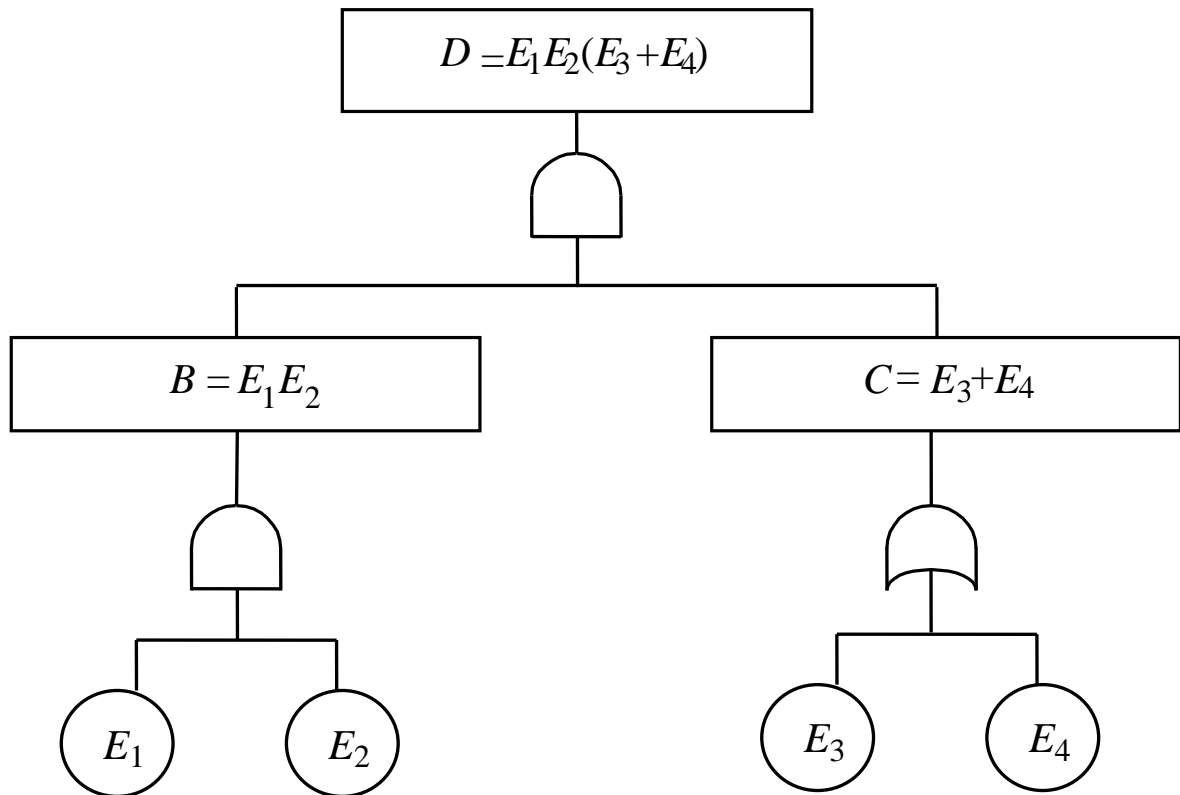 D = E₁E₂(E₃+E₄)
B = E₁E₂
C = E₃+E₄
E₁
E₂
E₃
E₄